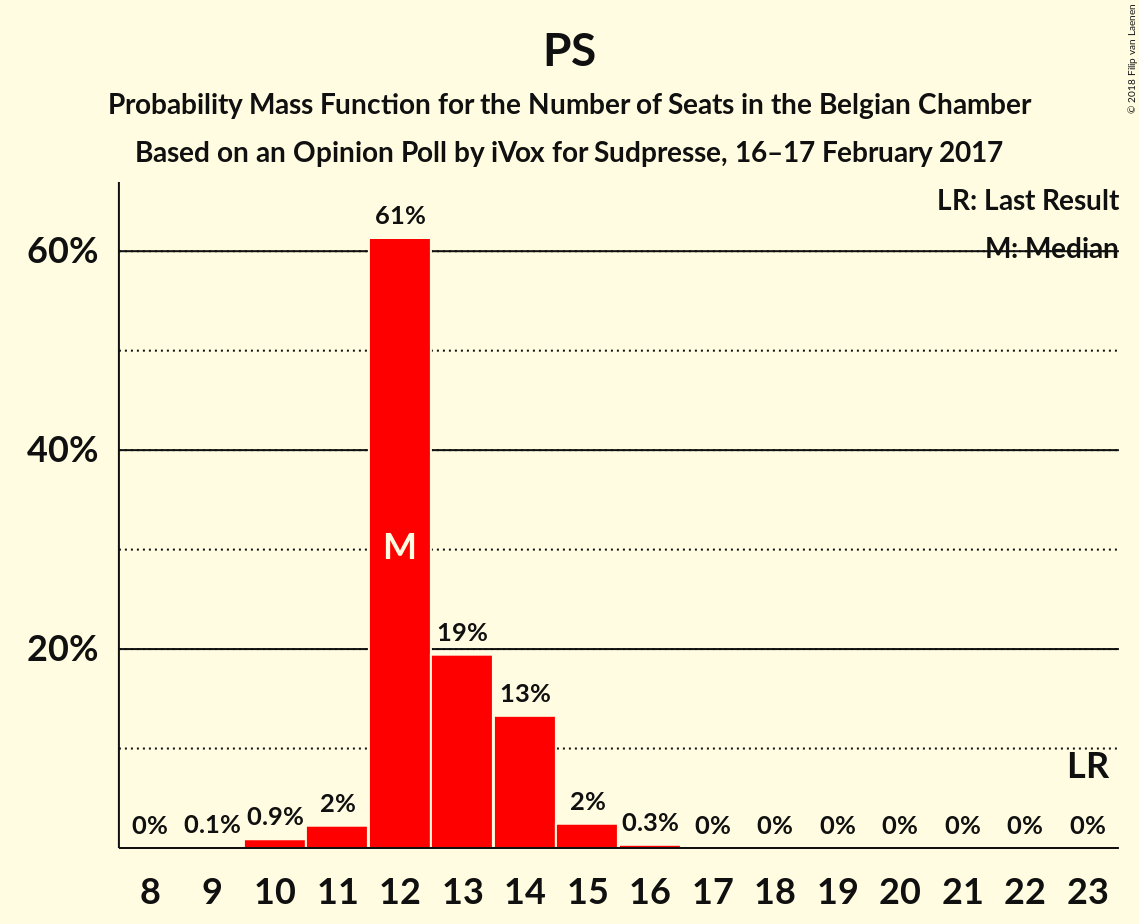 PS
Probability Mass Function for the Number of Seats in the Belgian Chamber
Based on an Opinion Poll by iVox for Sudpresse, 16–17 February 2017
© 2018 Filip van Laenen
LR: Last Result
M: Median
60%
40%
20%
0% 0.1% 0.9% 2% 61% 19% 13% 2% 0.3% 0% 0% 0% 0% 0% 0% 0%
M
LR
8 9 10 11 12 13 14 15 16 17 18 19 20 21 22 23